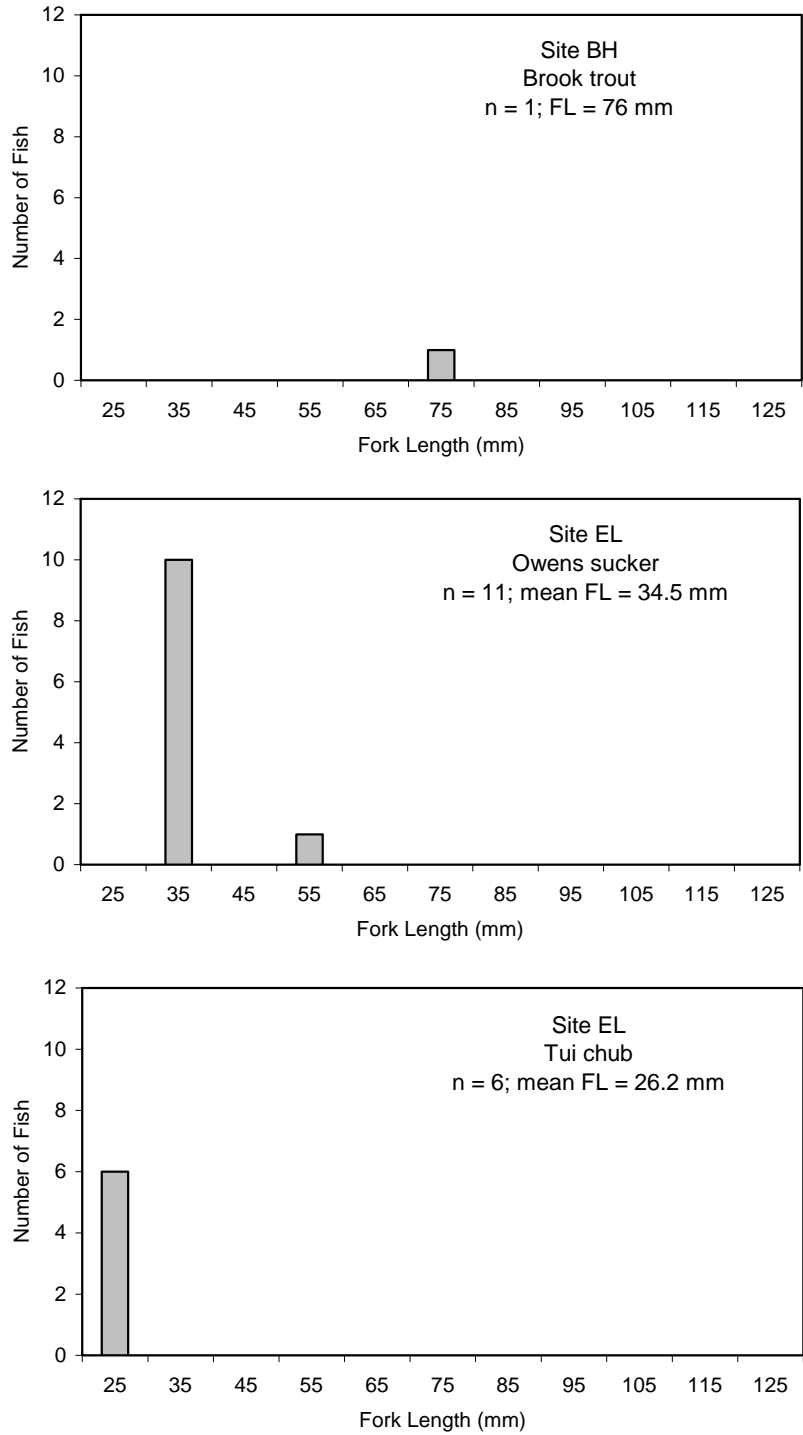 Site BH
Brook trout
n = 1; FL = 76 mm
Number of Fish
12
10
8
6
4
2
0
25 35 45 55 65 75 85 95 105 115 125
Fork Length (mm)
Site EL
Owens sucker
n = 11; mean FL = 34.5 mm
Number of Fish
12
10
8
6
4
2
0
25 35 45 55 65 75 85 95 105 115 125
Fork Length (mm)
Site EL
Tui chub
n = 6; mean FL = 26.2 mm
Number of Fish
12
10
8
6
4
2
0
25 35 45 55 65 75 85 95 105 115 125
Fork Length (mm)